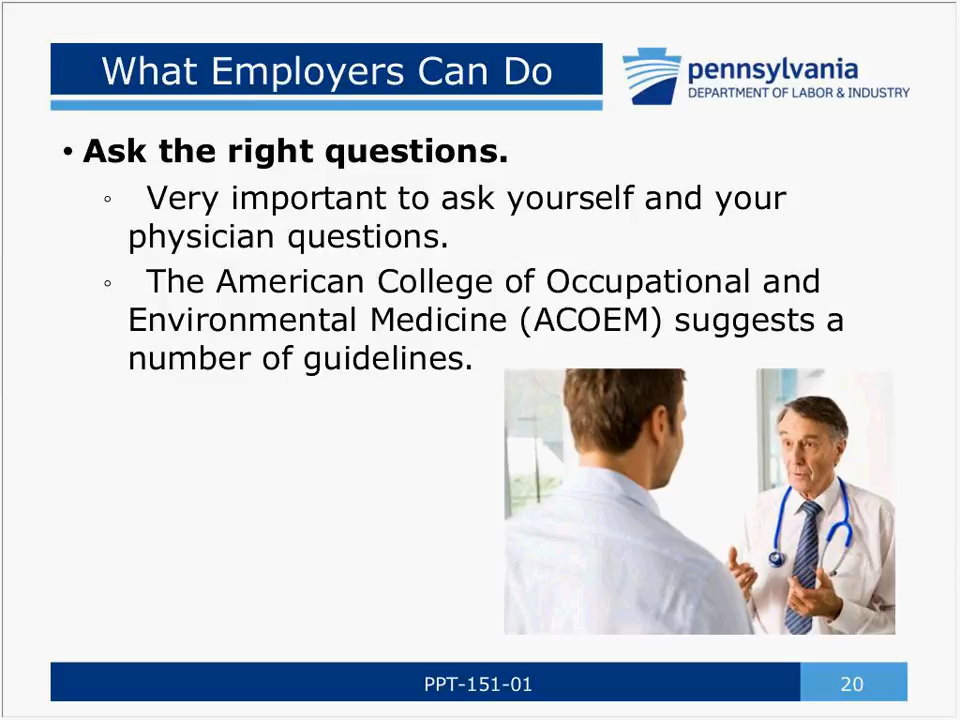 What Employers Can Do
pennsylvania
DEPARTMENT OF LABOR & INDUSTRY
• Ask the right questions.
◦ Very important to ask yourself and your
physician questions.
◦ The American College of Occupational and
Environmental Medicine (ACOEM) suggests a
number of guidelines.
PPT-151-01
20